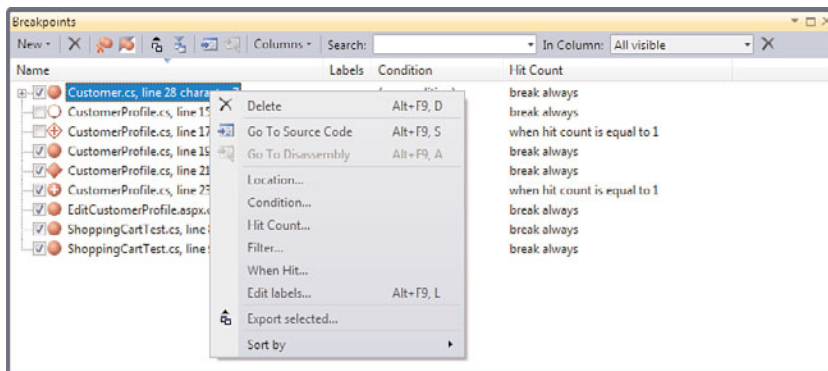 Breakpoints
New Columns Search: In Column: All visible
Name Labels Condition Hit Count
Customer.cs, line 28 break always
CustomerProfile.cs, line 15 break always
CustomerProfile.cs, line 17 when hit count is equal to 1
CustomerProfile.cs, line 19 break always
CustomerProfile.cs, line 21 break always
CustomerProfile.cs, line 23 when hit count is equal to 1
EditCustomerProfile.aspx. break always
ShoppingCartTest.cs, line break always
ShoppingCartTest.cs, line break always
Delete Alt+F9, D
Go To Source Code Alt+F9, S
Go To Disassembly Alt+F9, A
Location...
Condition...
Hit Count...
Filter...
When Hit...
Edit labels... Alt+F9, L
Export selected...
Sort by